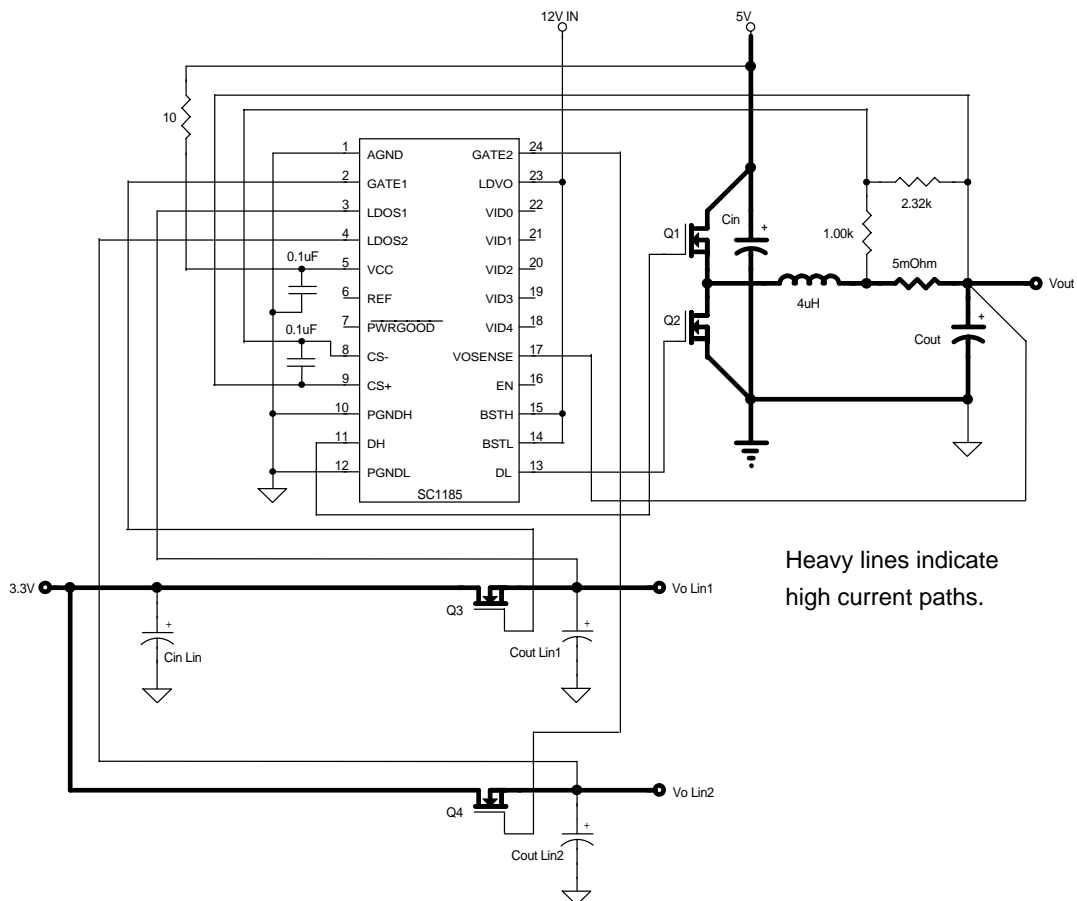 12V IN 5V
10
1 AGND GATE2 24
2 GATE1 LDVO 23
3 LDOS1 VID0 22
4 LDOS2 VID1 21
5 VCC VID2 20
6 REF VID3 19
7 PWRGOOD VID4 18
8 CS- VOSENSE 17
9 CS+ EN 16
10 PGNDH BSTH 15
11 DH BSTL 14
12 PGNDL DL 13
SC1185
0.1uF
0.1uF
Q1
Cin
+
2.32k
1.00k
5mOhm
4uH
Vout
Q2
+
Cout
Heavy lines indicate
high current paths.
3.3V
Q3
Vo Lin1
+
Cin Lin
+
Cout Lin1
Q4
Vo Lin2
+
Cout Lin2